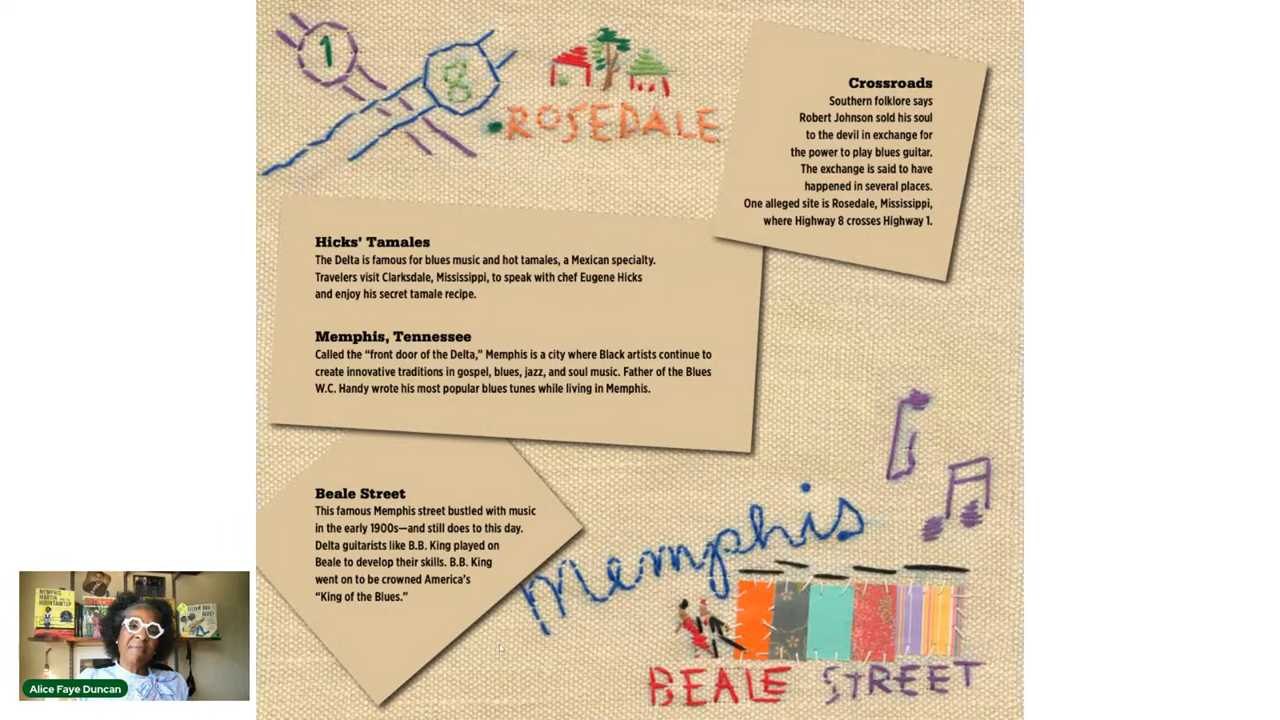 1
8
ROSEDALE
Crossroads
Southern folklore says
Robert Johnson sold his soul
to the devil in exchange for
the power to play blues guitar.
The exchange is said to have
happened in several places.
One alleged site is Rosedale, Mississippi,
where Highway 8 crosses Highway 1.
Hicks' Tamales
The Delta is famous for blues music and hot tamales, a Mexican specialty.
Travelers visit Clarksdale, Mississippi, to speak with chef Eugene Hicks
and enjoy his secret tamale recipe.
Memphis, Tennessee
Called the “front door of the Delta,” Memphis is a city where Black artists continue to
create innovative traditions in gospel, blues, jazz, and soul music. Father of the Blues
W.C. Handy wrote his most popular blues tunes while living in Memphis.
Beale Street
This famous Memphis street bustled with music
in the early 1900s—and still does to this day.
Delta guitarists like B.B. King played on
Beale to develop their skills. B.B. King
went on to be crowned America's
“King of the Blues.”
Memphis
BEALE STREET
MEMPHIS,
MARTIN
MOUNTAINTOP
Alice Faye Duncan